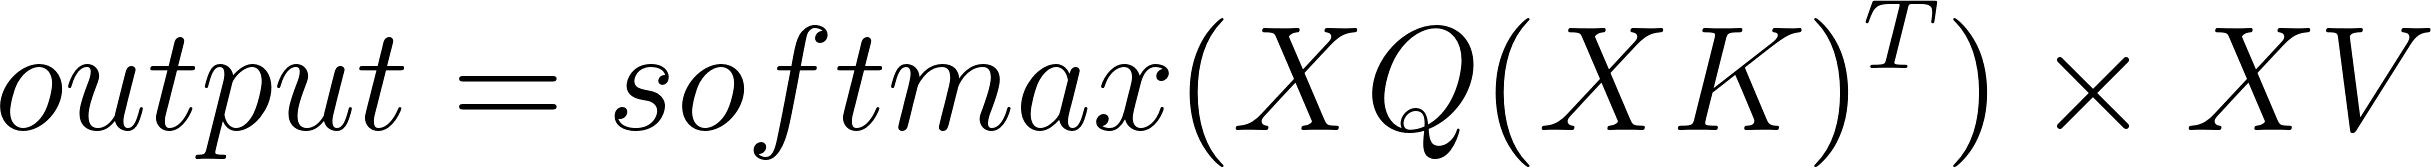 output = softmax(XQ(XK)^T) × XV